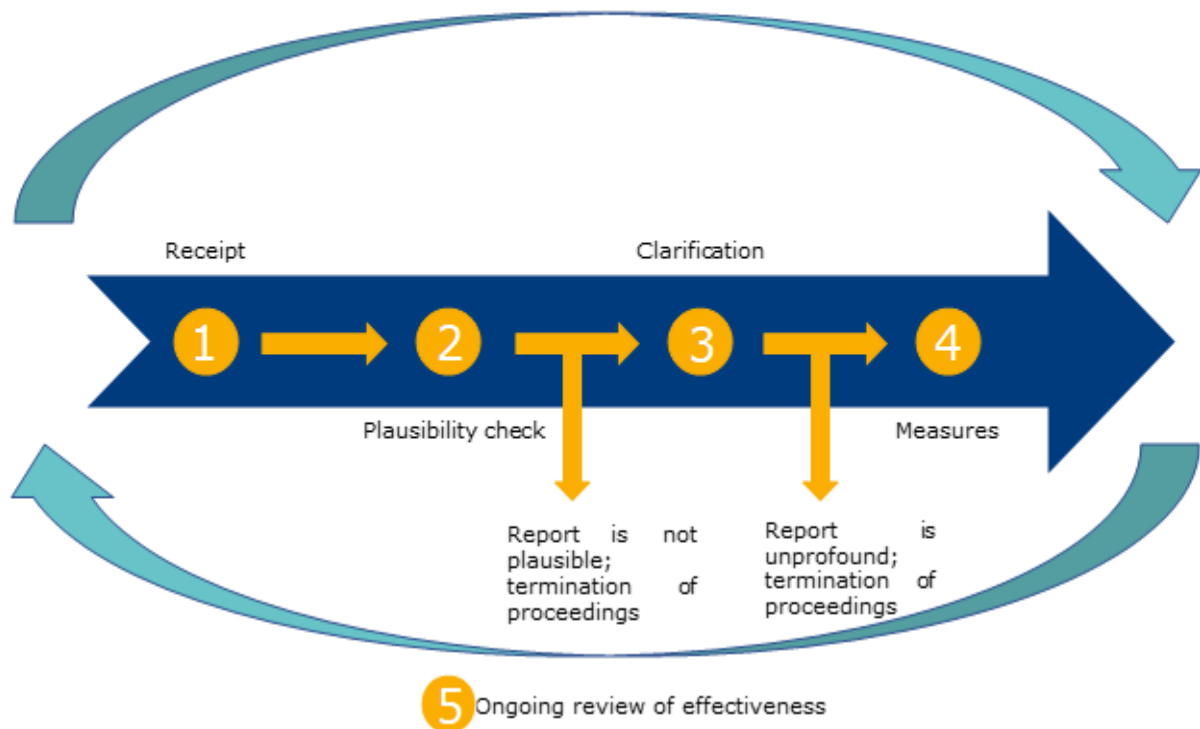 Receipt
Clarification
1
2
3
4
Plausibility check
Measures
Report is not
plausible;
termination of
proceedings
Report is
unprofound;
termination of
proceedings
5 Ongoing review of effectiveness